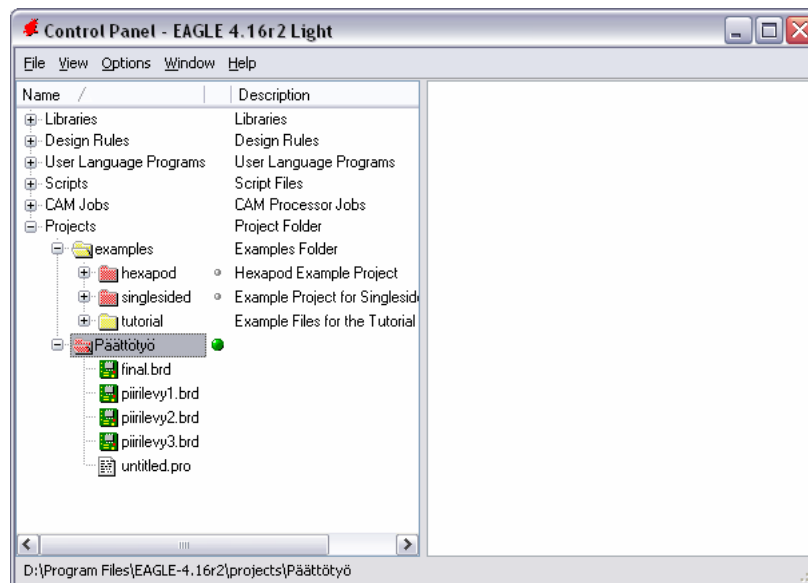 Control Panel - EAGLE 4.16r2 Light
File View Options Window Help
Name Description
Libraries Libraries
Design Rules Design Rules
User Language Programs User Language Programs
Scripts Script Files
CAM Jobs CAM Processor Jobs
Projects Project Folder
examples Examples Folder
hexapod Hexapod Example Project
singlesided Example Project for Singlesid
tutorial Example Files for the Tutorial
Päättötyö
final.brd
piirilevy1.brd
piirilevy2.brd
piirilevy3.brd
untitled.pro
D:\Program Files\EAGLE-4.16r2\projects\Päättötyö